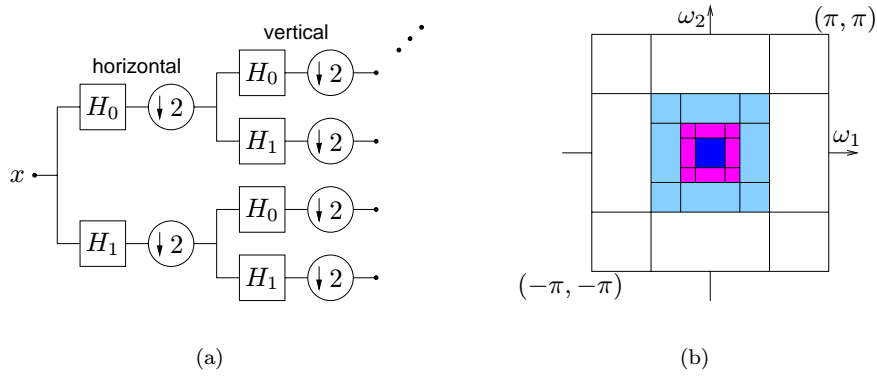 vertical
horizontal
H₀ ↓2
H₀ ↓2
H₁ ↓2
x
H₀ ↓2
H₁ ↓2
H₁ ↓2
(a)
ω₂
(π, π)
ω₁
(−π, −π)
(b)